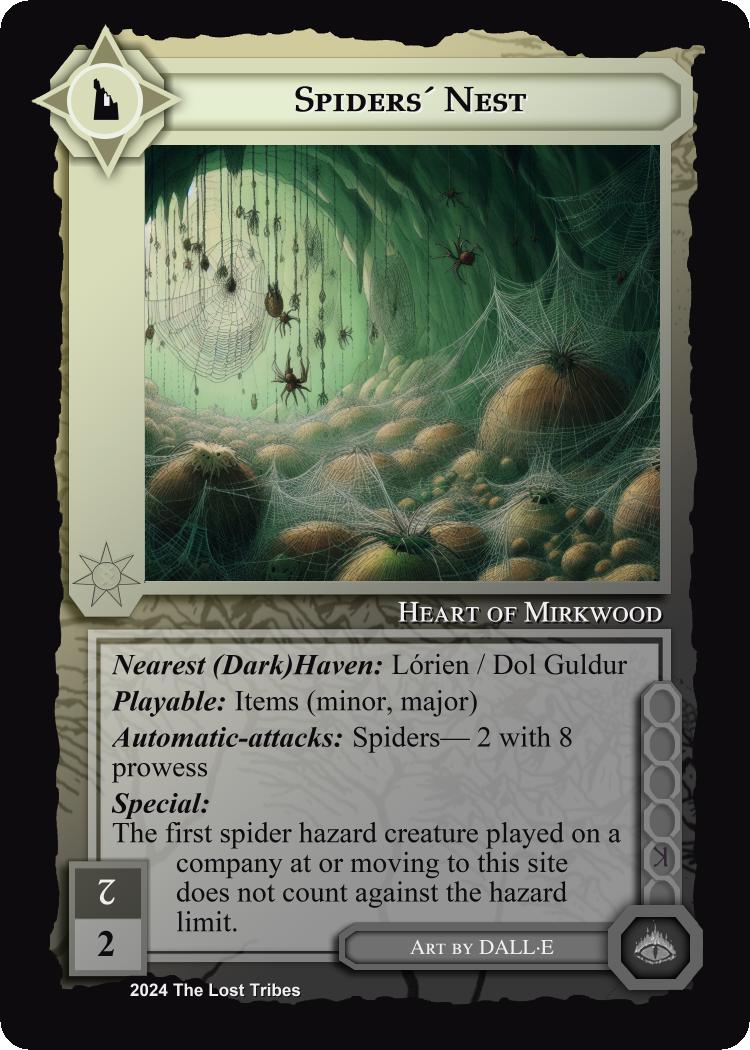 Spiders´ Nest
Heart of Mirkwood
Nearest (Dark)Haven: Lórien / Dol Guldur
Playable: Items (minor, major)
Automatic-attacks: Spiders— 2 with 8
prowess
Special:
The first spider hazard creature played on a
company at or moving to this site
does not count against the hazard
limit.
2
2
Art by DALL·E
2024 The Lost Tribes